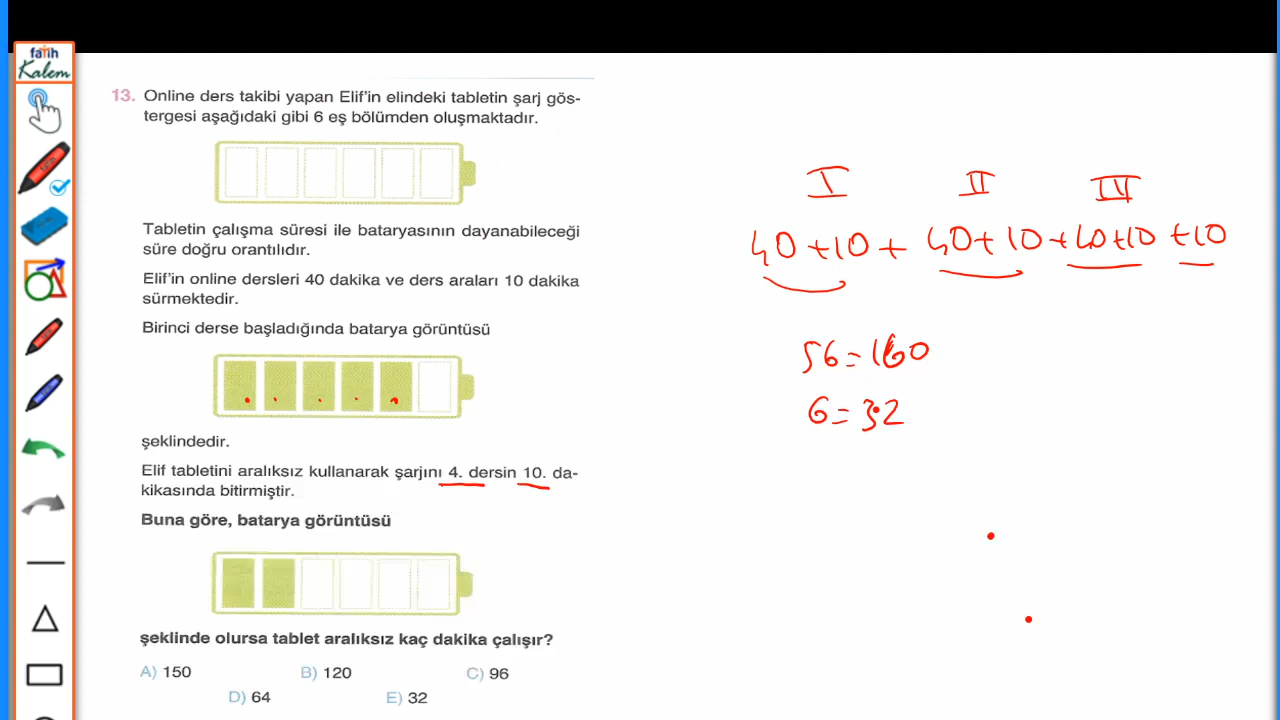 fatih
Kalem
13. Online ders takibi yapan Elif'in elindeki tabletin şarj gös-
tergesi aşağıdaki gibi 6 eş bölümden oluşmaktadır.
Tabletin çalışma süresi ile bataryasının dayanabileceği
süre doğru orantılıdır.
Elif'in online dersleri 40 dakika ve ders araları 10 dakika
sürmektedir.
Birinci derse başladığında batarya görüntüsü
şeklindedir.
Elif tabletini aralıksız kullanarak şarjını 4. dersin 10. da-
kikasında bitirmiştir.
Buna göre, batarya görüntüsü
şeklinde olursa tablet aralıksız kaç dakika çalışır?
A) 150 B) 120 C) 96
D) 64 E) 32
I II III
40+10+ 40+10+40+10 +10
56=160
6=32